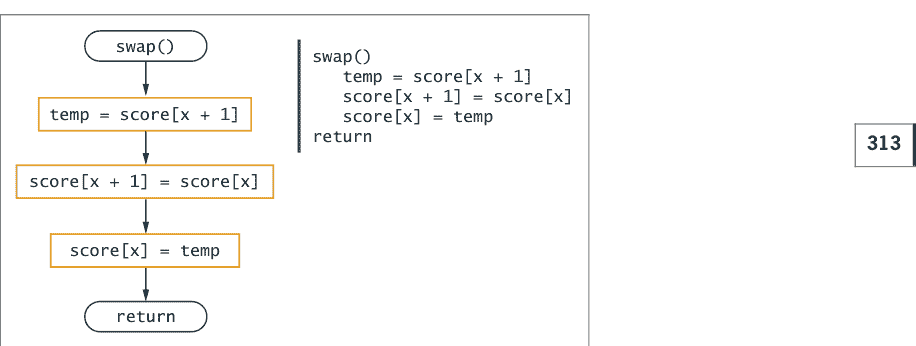 swap()
temp = score[x + 1]
score[x + 1] = score[x]
score[x] = temp
return
swap()
temp = score[x + 1]
score[x + 1] = score[x]
score[x] = temp
return
313